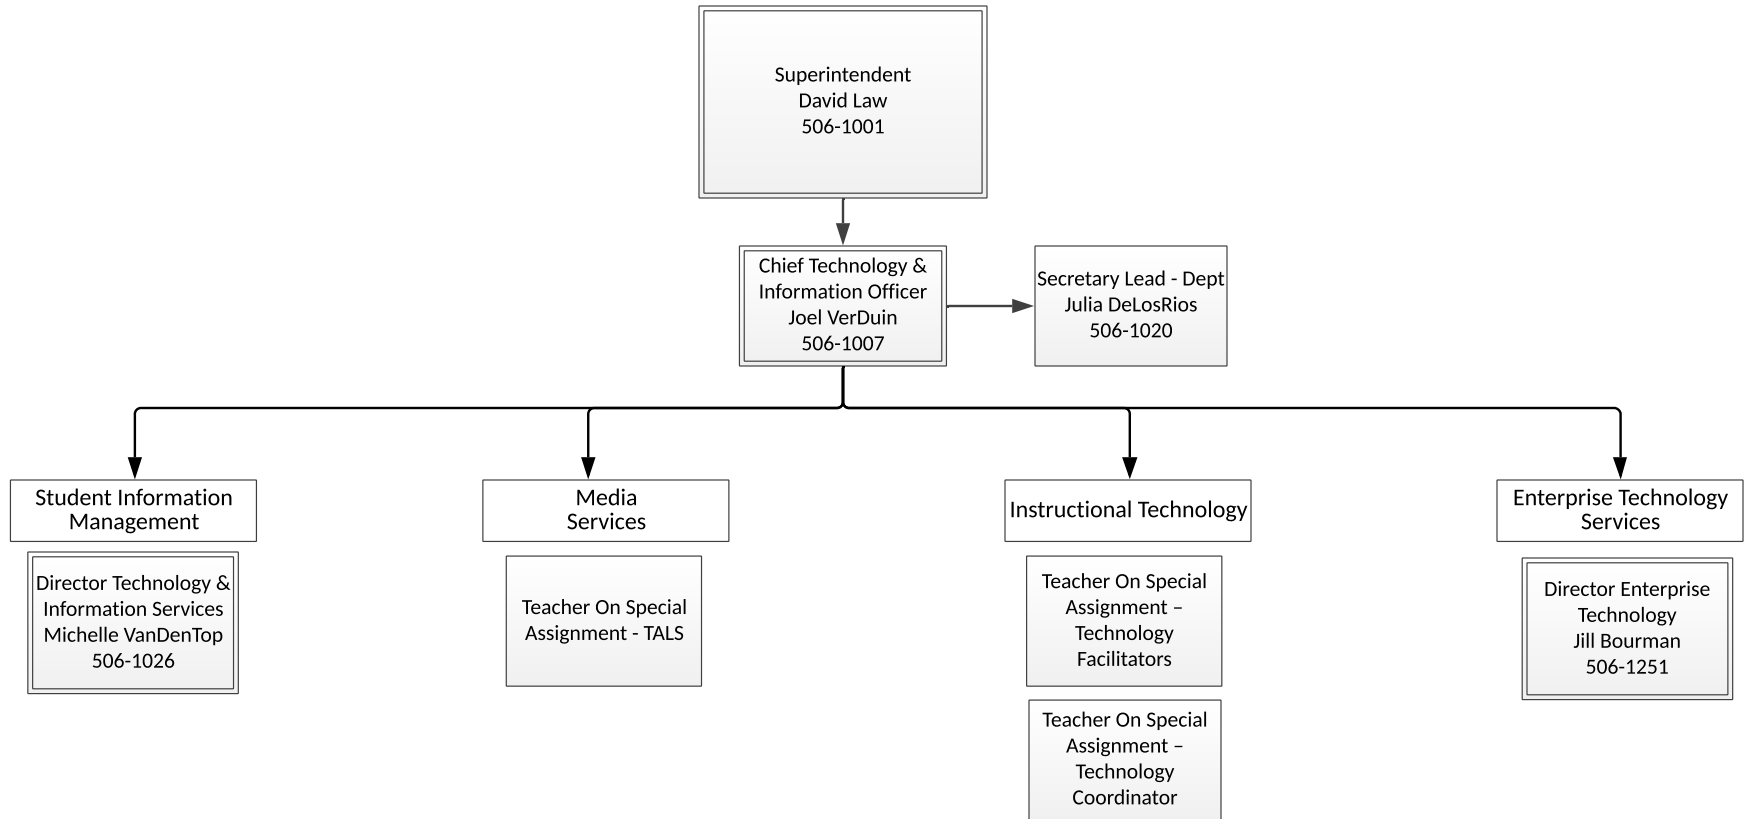 Superintendent
David Law
506-1001
Chief Technology &
Information Officer
Joel VerDuin
506-1007
Secretary Lead - Dept
Julia DeLosRios
506-1020
Student Information
Management
Director Technology &
Information Services
Michelle VanDenTop
506-1026
Media
Services
Teacher On Special
Assignment - TALS
Instructional Technology
Teacher On Special
Assignment –
Technology
Facilitators
Teacher On Special
Assignment –
Technology
Coordinator
Enterprise Technology
Services
Director Enterprise
Technology
Jill Bourman
506-1251